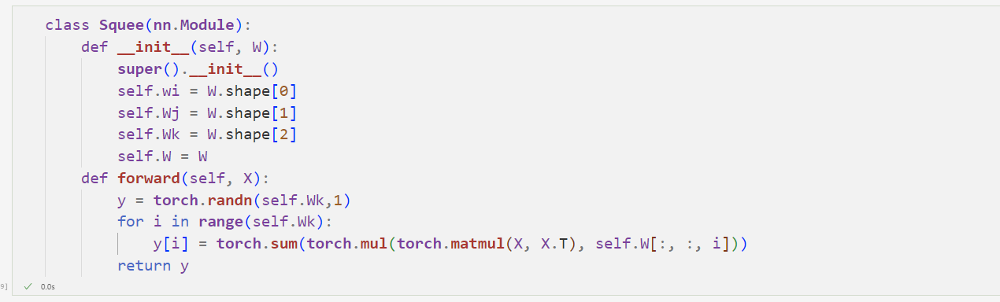 class Squee(nn.Module):
    def __init__(self, W):
        super().__init__()
        self.wi = W.shape[0]
        self.Wj = W.shape[1]
        self.Wk = W.shape[2]
        self.W = W
    def forward(self, X):
        y = torch.randn(self.Wk,1)
        for i in range(self.Wk):
            y[i] = torch.sum(torch.mul(torch.matmul(X, X.T), self.W[:, :, i]))
        return y
9] ✓ 0.0s